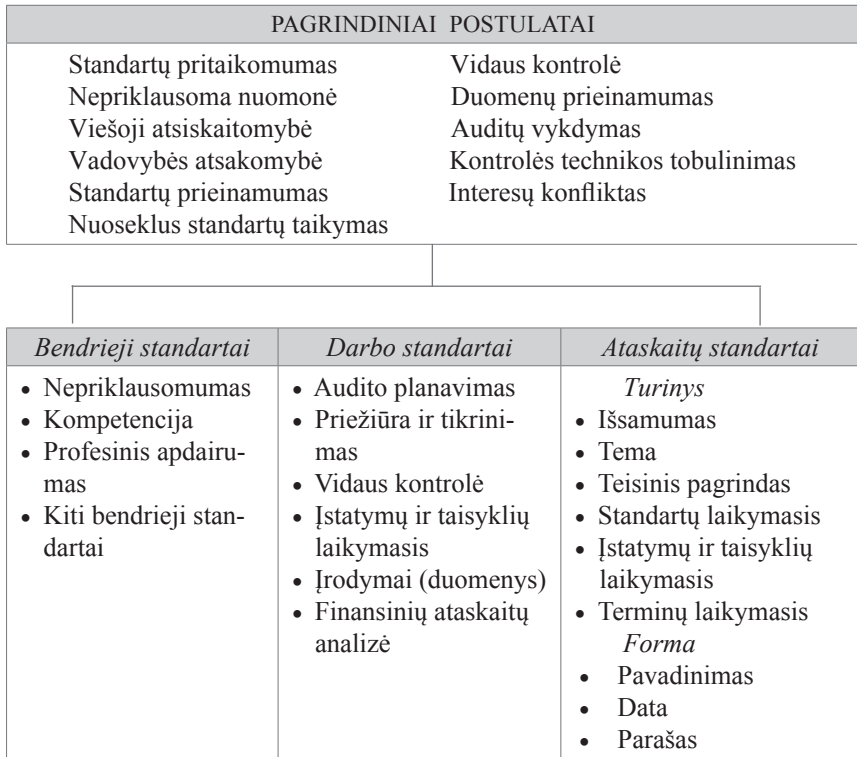 PAGRINDINIAI POSTULATAI
Standartų pritaikomumas
Nepriklausoma nuomonė
Viešoji atsiskaitomybė
Vadovybės atsakomybė
Standartų prieinamumas
Nuoseklus standartų taikymas
Vidaus kontrolė
Duomenų prieinamumas
Auditų vykdymas
Kontrolės technikos tobulinimas
Interesų konfliktas
Bendrieji standartai
• Nepriklausomumas
• Kompetencija
• Profesinis apdairu-
mas
• Kiti bendrieji stan-
dartai
Darbo standartai
• Audito planavimas
• Priežiūra ir tikrini-
mas
• Vidaus kontrolė
• Įstatymų ir taisyklių
laikymasis
• Įrodymai (duomenys)
• Finansinių ataskaitų
analizė
Ataskaitų standartai
Turinys
• Išsamumas
• Tema
• Teisinis pagrindas
• Standartų laikymasis
• Įstatymų ir taisyklių
laikymasis
• Terminų laikymasis
Forma
• Pavadinimas
• Data
• Parašas